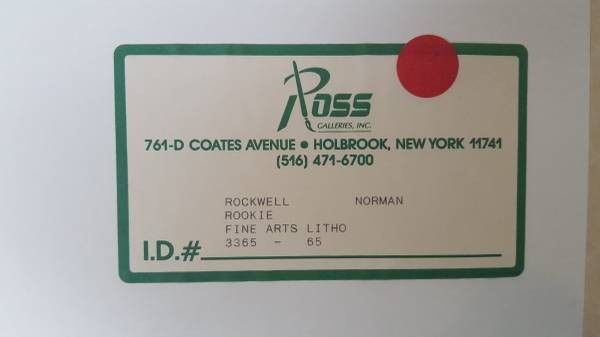 ROSS
GALLERIES, INC.
761-D COATES AVENUE • HOLBROOK, NEW YORK 11741
(516) 471-6700
ROCKWELL NORMAN
ROOKIE
FINE ARTS LITHO
3365 - 65
I.D.#